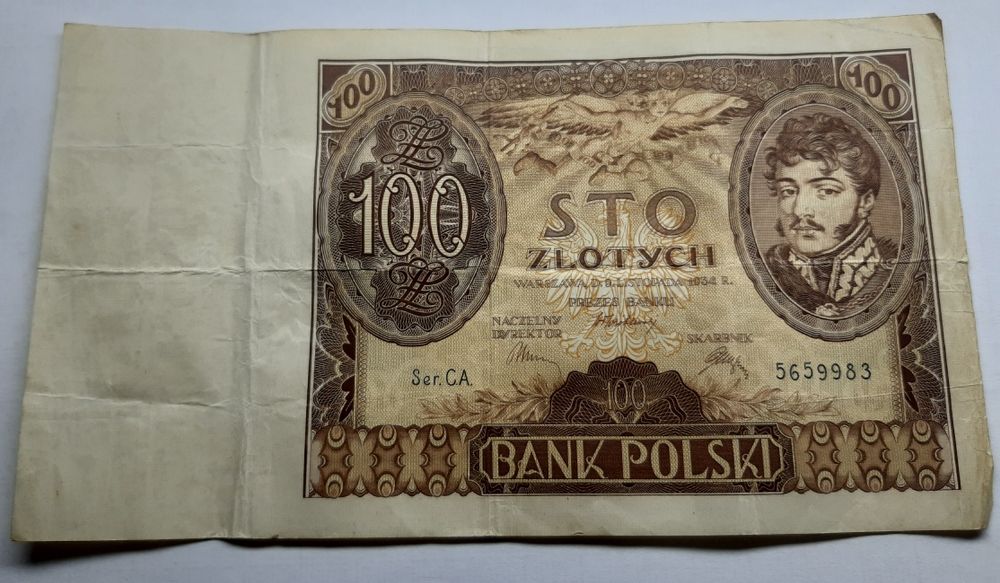 100
100
100
STO
ZŁOTYCH
WARSZAWA, D. 9. LISTOPADA 1934 R.
PREZES BANKU
NACZELNY
DYREKTOR
SKARBNIK
Ser. C.A.
5659983
100
BANK POLSKI